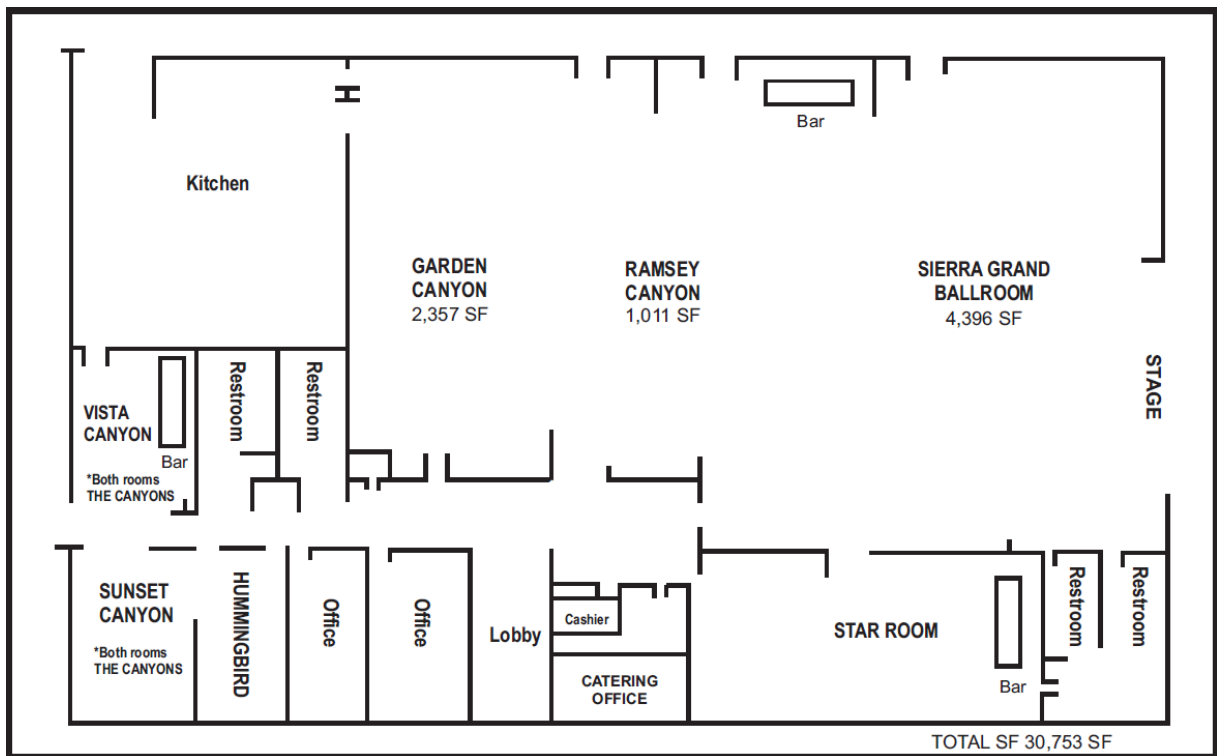 Bar
Kitchen
GARDEN
CANYON
2,357 SF
RAMSEY
CANYON
1,011 SF
SIERRA GRAND
BALLROOM
4,396 SF
STAGE
VISTA
CANYON
*Both rooms
THE CANYONS
Bar
Restroom
Restroom
SUNSET
CANYON
*Both rooms
THE CANYONS
HUMMINGBIRD
Office
Office
Lobby
Cashier
CATERING
OFFICE
STAR ROOM
Bar
Restroom
Restroom
TOTAL SF 30,753 SF